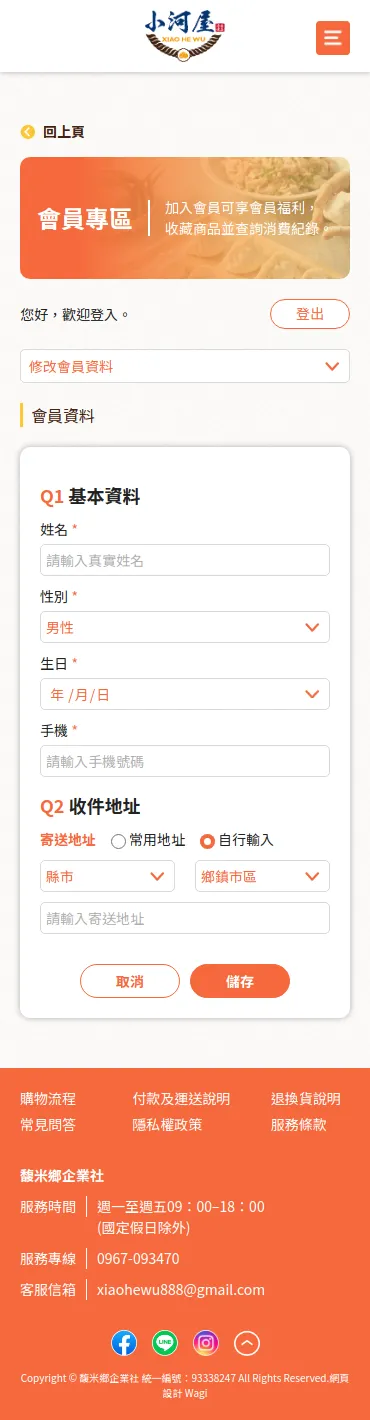 小河屋
XIAO HE WU
回上頁
會員專區
加入會員可享會員福利，
收藏商品並查詢消費紀錄。
您好，歡迎登入。
登出
修改會員資料
會員資料
Q1 基本資料
姓名 *
請輸入真實姓名
性別 *
男性
生日 *
年 /月/日
手機 *
請輸入手機號碼
Q2 收件地址
寄送地址 常用地址 自行輸入
縣市 鄉鎮市區
請輸入寄送地址
取消 儲存
購物流程 付款及運送說明 退換貨說明
常見問答 隱私權政策 服務條款
馥米鄉企業社
服務時間 週一至週五09：00–18：00
(國定假日除外)
服務專線 0967-093470
客服信箱 xiaohewu888@gmail.com
LINE
Copyright © 馥米鄉企業社 統一編號：93338247 All Rights Reserved.網頁
設計 Wagi